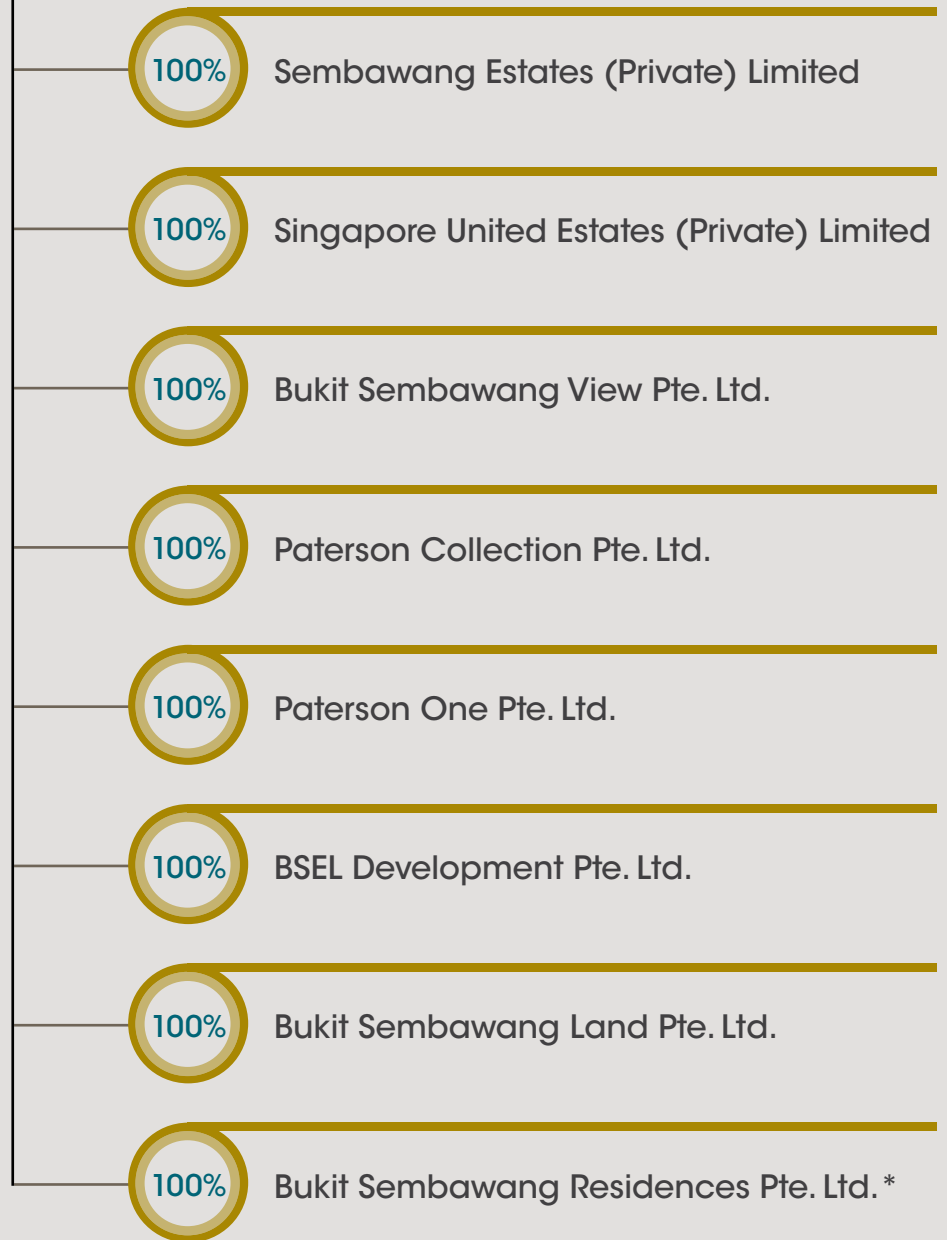 100% Sembawang Estates (Private) Limited
100% Singapore United Estates (Private) Limited
100% Bukit Sembawang View Pte. Ltd.
100% Paterson Collection Pte. Ltd.
100% Paterson One Pte. Ltd.
100% BSEL Development Pte. Ltd.
100% Bukit Sembawang Land Pte. Ltd.
100% Bukit Sembawang Residences Pte. Ltd.*